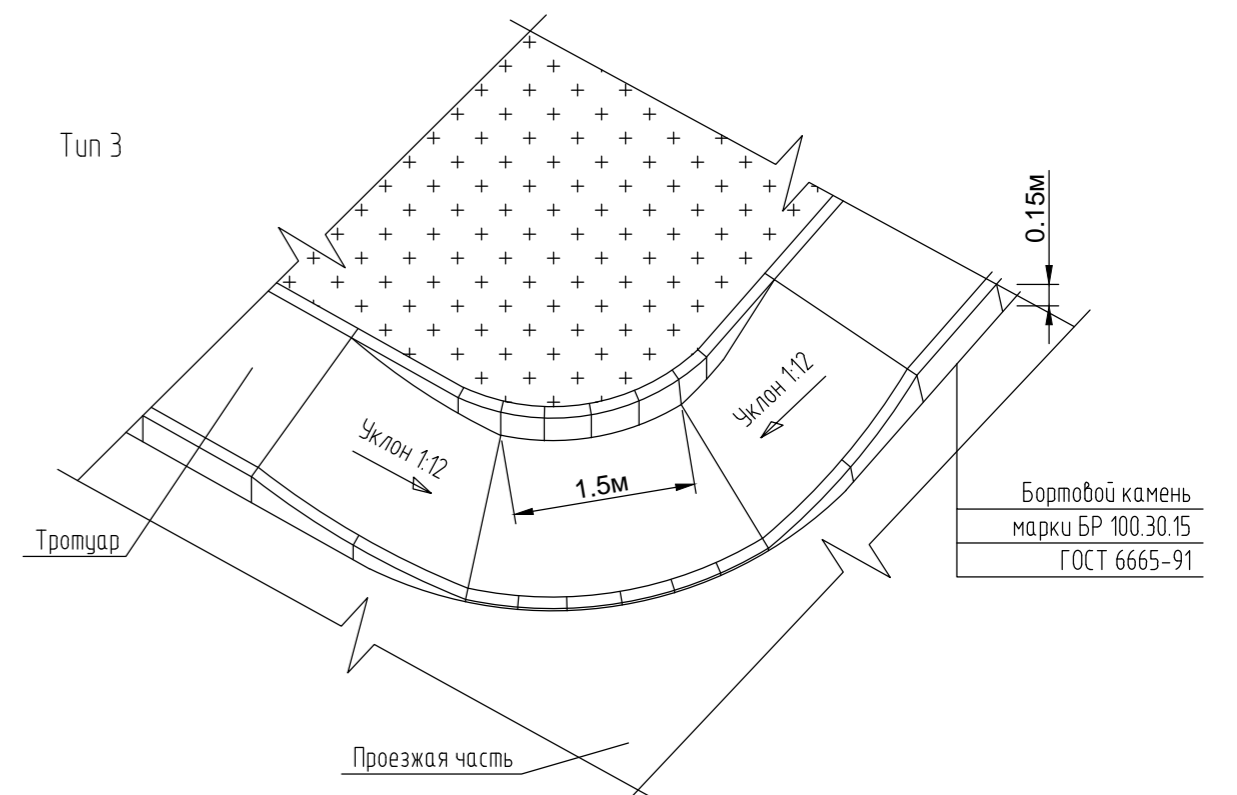 Тип 3
0.15м
Уклон 1:12
Уклон 1:12
1.5м
Бортовой камень
марки БР 100.30.15
ГОСТ 6665-91
Тротуар
Проезжая часть